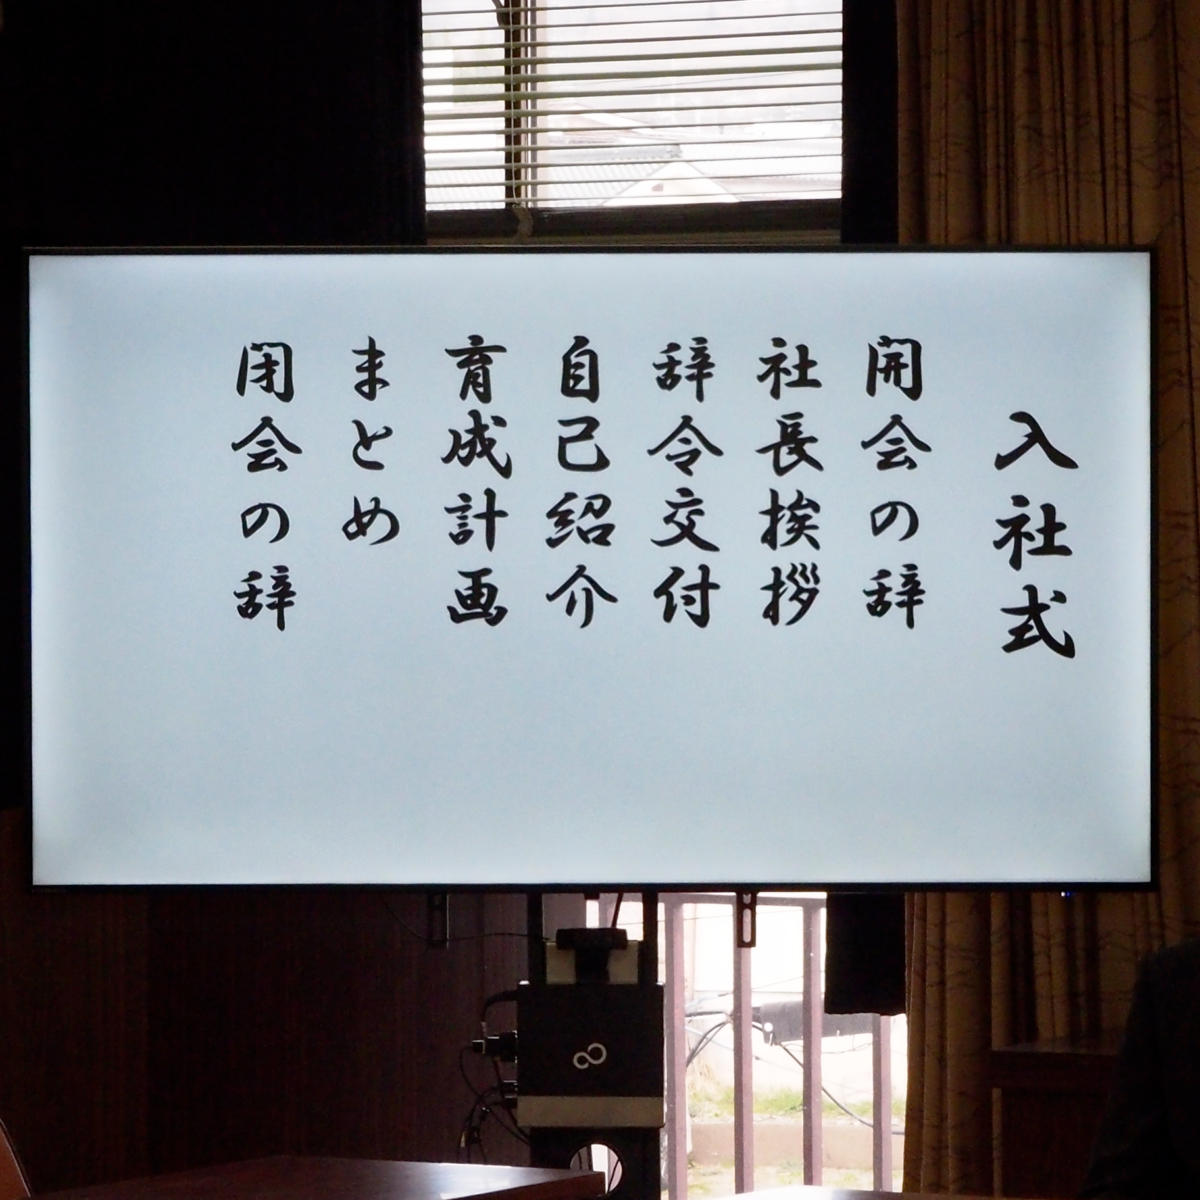 入社式
開会の辞
社長挨拶
辞令交付
自己紹介
育成計画
まとめ
閉会の辞